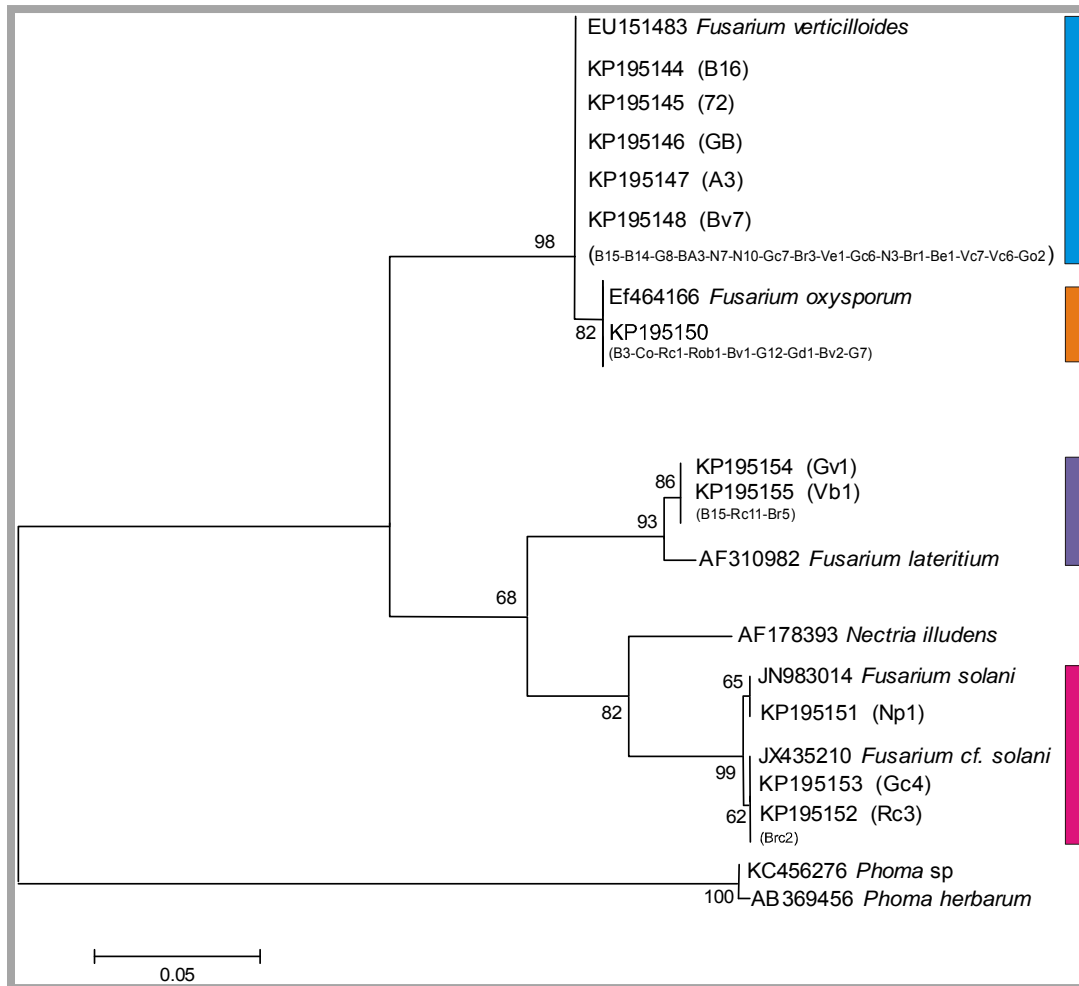 EU151483 Fusarium verticilloides
KP195144 (B16)
KP195145 (72)
KP195146 (GB)
KP195147 (A3)
KP195148 (Bv7)
98
(B15-B14-G8-BA3-N7-N10-Gc7-Br3-Ve1-Gc6-N3-Br1-Be1-Vc7-Vc6-Go2)
Ef464166 Fusarium oxysporum
82
KP195150
(B3-Co-Rc1-Rob1-Bv1-G12-Gd1-Bv2-G7)
KP195154 (Gv1)
86
KP195155 (Vb1)
(B15-Rc11-Br5)
93
AF310982 Fusarium lateritium
68
AF178393 Nectria illudens
JN983014 Fusarium solani
65
KP195151 (Np1)
82
JX435210 Fusarium cf. solani
99
KP195153 (Gc4)
62
KP195152 (Rc3)
(Brc2)
KC456276 Phoma sp
100
AB369456 Phoma herbarum
0.05